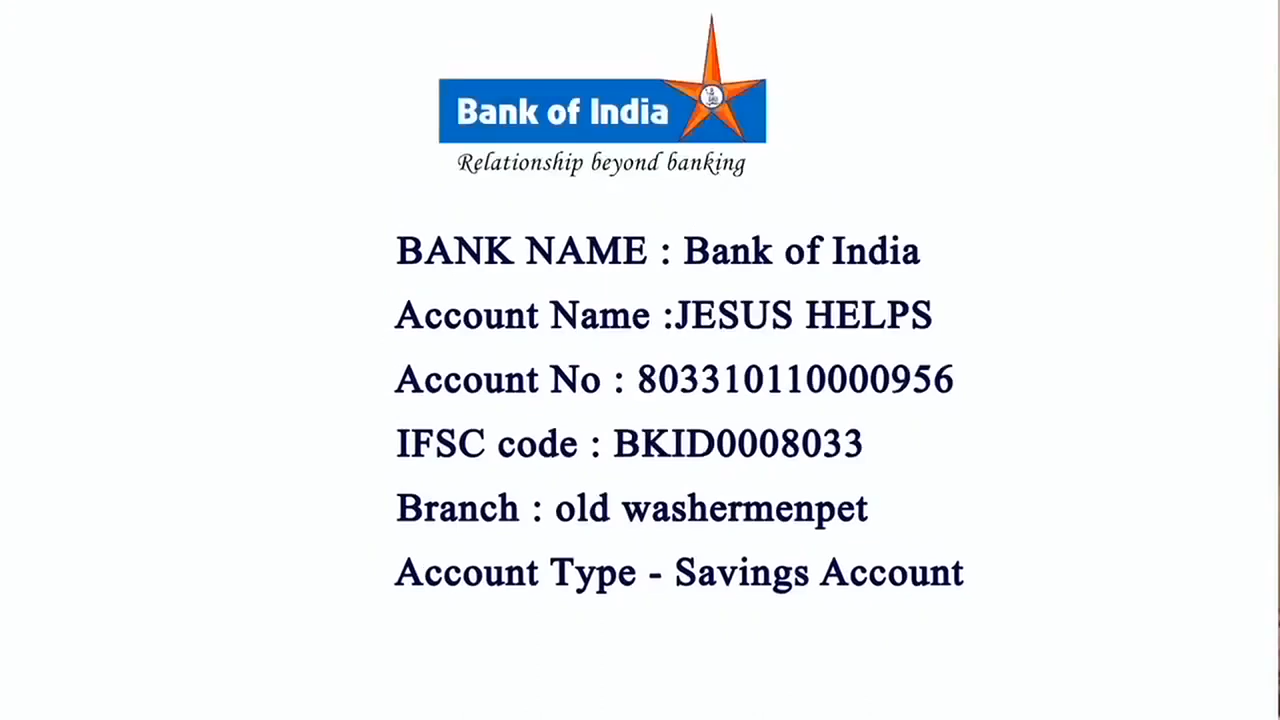 Bank of India
Relationship beyond banking
BANK NAME : Bank of India
Account Name :JESUS HELPS
Account No : 803310110000956
IFSC code : BKID0008033
Branch : old washermenpet
Account Type - Savings Account